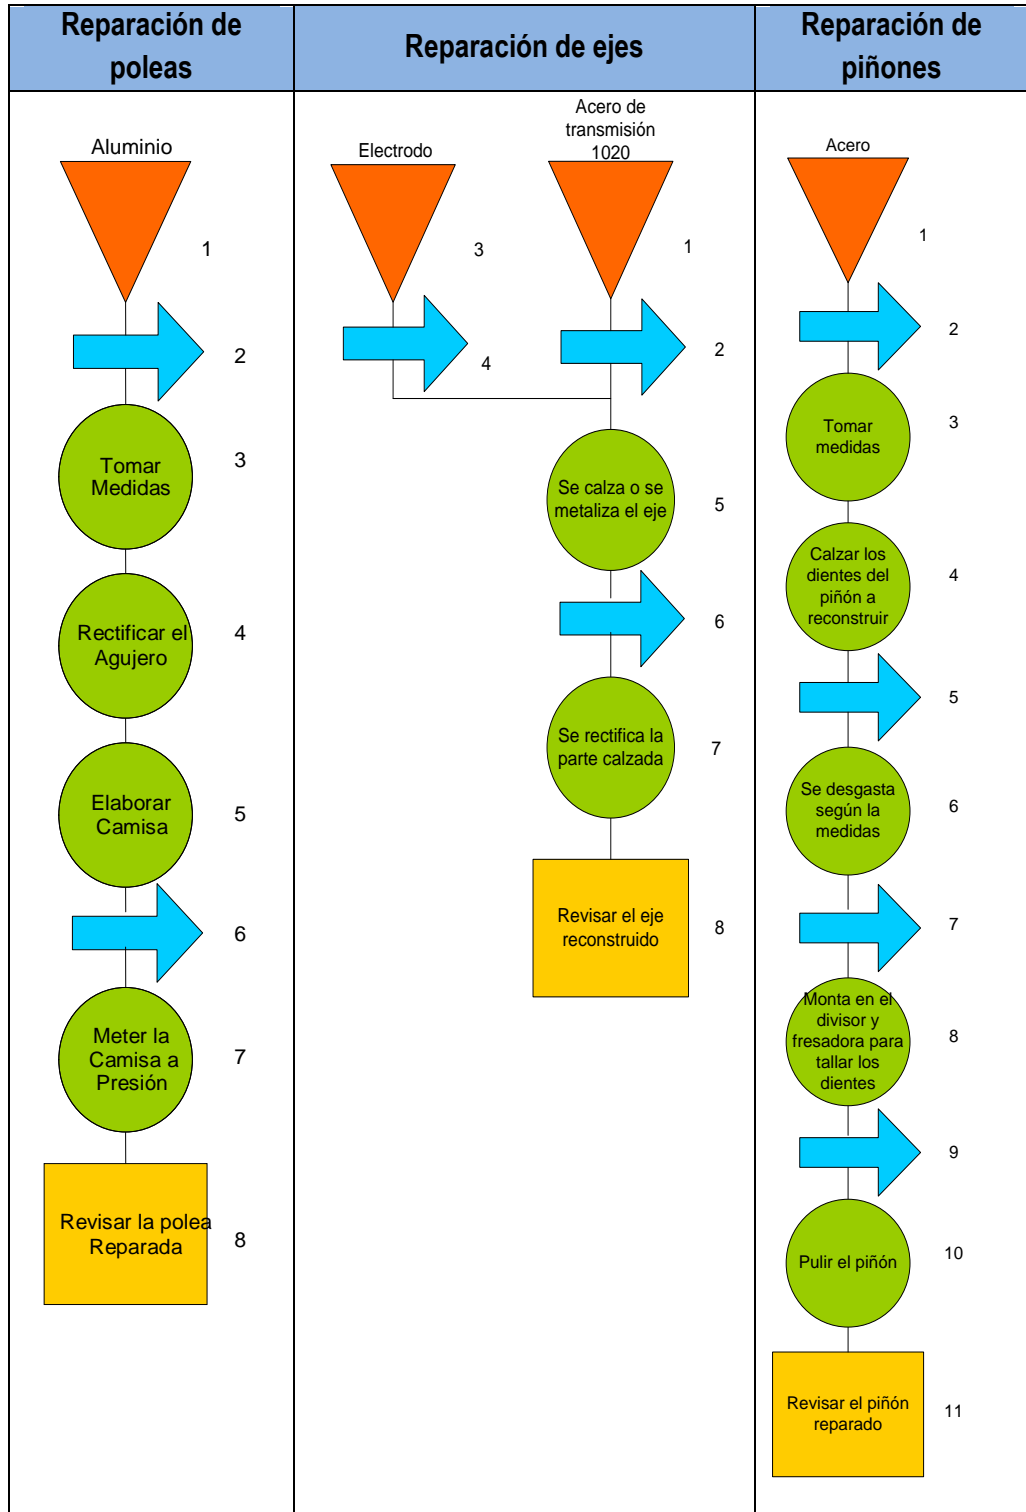 Reparación de
poleas
Reparación de ejes
Reparación de
piñones
Aluminio
1
2
Tomar
Medidas
3
Rectificar el
Agujero
4
Elaborar
Camisa
5
6
Meter la
Camisa a
Presión
7
Revisar la polea
Reparada
8
Electrodo
3
4
Acero de
transmisión
1020
1
2
Se calza o se
metaliza el eje
5
6
Se rectifica la
parte calzada
7
Revisar el eje
reconstruido
8
Acero
1
2
Tomar
medidas
3
Calzar los
dientes del
piñón a
reconstruir
4
5
Se desgasta
según la
medidas
6
7
Monta en el
divisor y
fresadora para
tallar los
dientes
8
9
Pulir el piñón
10
Revisar el piñón
reparado
11